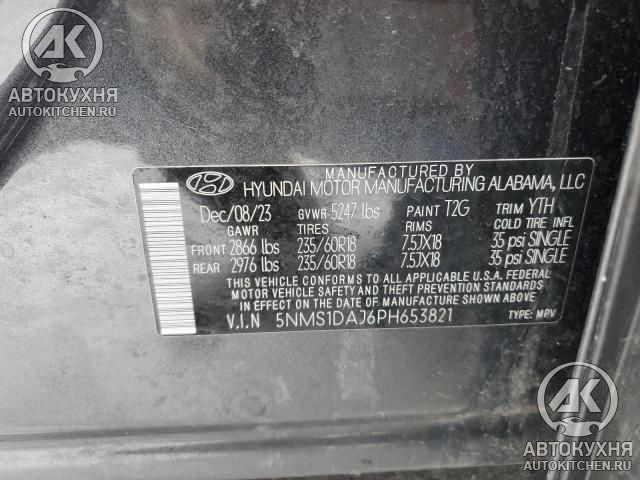 AK
АВТОКУХНЯ
AUTOKITCHEN.RU
MANUFACTURED BY
HYUNDAI MOTOR MANUFACTURING ALABAMA, LLC
Dec/08/23 GVWR 5247 lbs PAINT T2G TRIM YTH
GAWR TIRES RIMS COLD TIRE INFL
FRONT 2866 lbs 235/60R18 7.5JX18 35 psi SINGLE
REAR 2976 lbs 235/60R18 7.5JX18 35 psi SINGLE
THIS VEHICLE CONFORMS TO ALL APPLICABLE U.S.A. FEDERAL
MOTOR VEHICLE SAFETY AND THEFT PREVENTION STANDARDS
IN EFFECT ON THE DATE OF MANUFACTURE SHOWN ABOVE.
V.I.N 5NMS1DAJ6PH653821 TYPE: MPV
AK
АВТОКУХНЯ
AUTOKITCHEN.RU